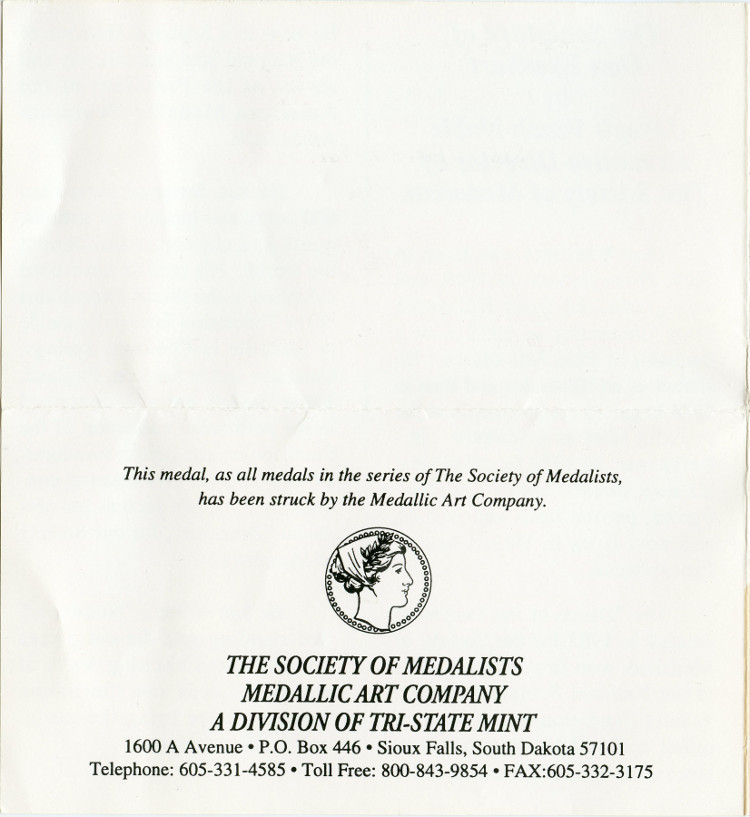 This medal, as all medals in the series of The Society of Medalists,
has been struck by the Medallic Art Company.
THE SOCIETY OF MEDALISTS
MEDALLIC ART COMPANY
A DIVISION OF TRI-STATE MINT
1600 A Avenue • P.O. Box 446 • Sioux Falls, South Dakota 57101
Telephone: 605-331-4585 • Toll Free: 800-843-9854 • FAX:605-332-3175